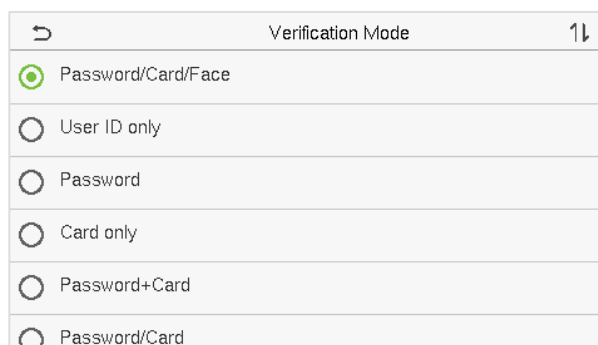 Verification Mode
Password/Card/Face
User ID only
Password
Card only
Password+Card
Password/Card